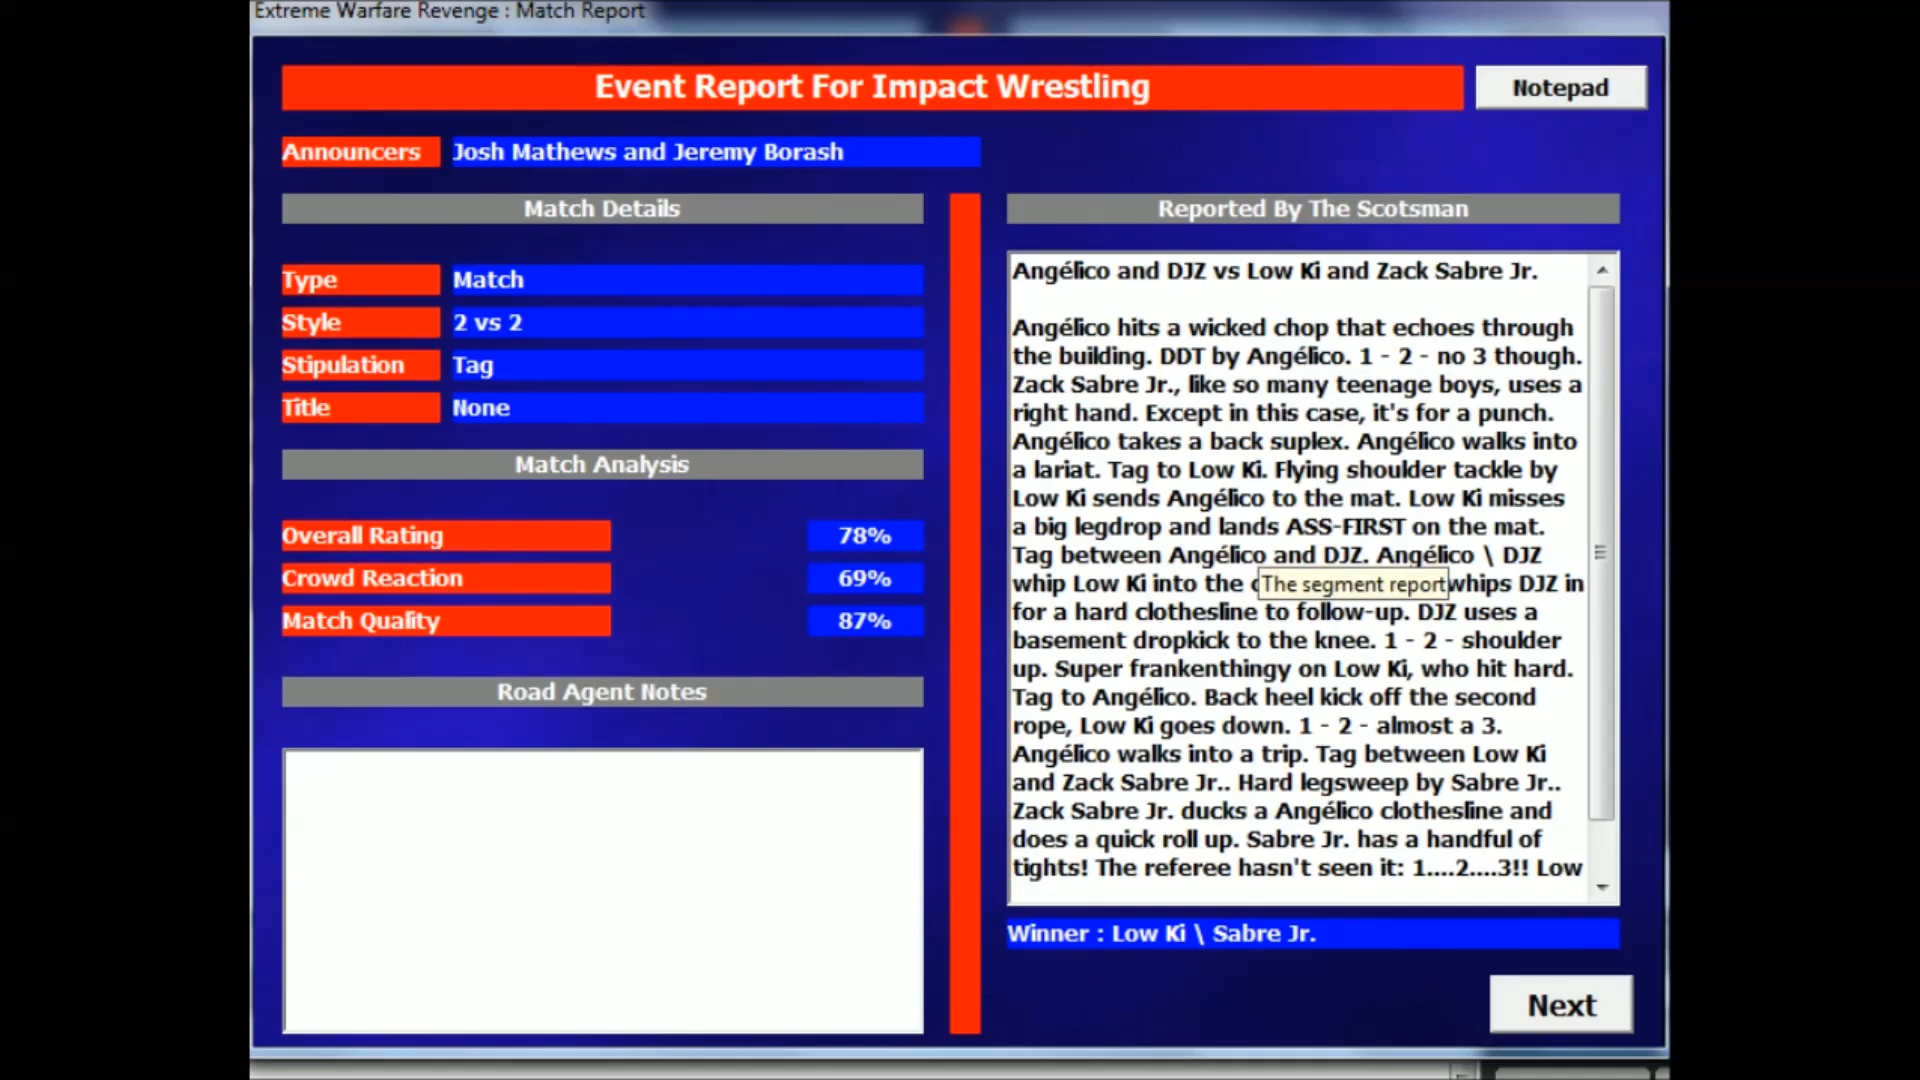 Extreme Warfare Revenge : Match Report
Event Report For Impact Wrestling
Notepad
Announcers
Josh Mathews and Jeremy Borash
Match Details
Type
Match
Style
2 vs 2
Stipulation
Tag
Title
None
Match Analysis
Overall Rating
78%
Crowd Reaction
69%
Match Quality
87%
Road Agent Notes
Reported By The Scotsman
Angélico and DJZ vs Low Ki and Zack Sabre Jr.
Angélico hits a wicked chop that echoes through
the building. DDT by Angélico. 1 - 2 - no 3 though.
Zack Sabre Jr., like so many teenage boys, uses a
right hand. Except in this case, it's for a punch.
Angélico takes a back suplex. Angélico walks into
a lariat. Tag to Low Ki. Flying shoulder tackle by
Low Ki sends Angélico to the mat. Low Ki misses
a big legdrop and lands ASS-FIRST on the mat.
Tag between Angélico and DJZ. Angélico \ DJZ
whip Low Ki into the whips DJZ in
The segment report
for a hard clothesline to follow-up. DJZ uses a
basement dropkick to the knee. 1 - 2 - shoulder
up. Super frankenthingy on Low Ki, who hit hard.
Tag to Angélico. Back heel kick off the second
rope, Low Ki goes down. 1 - 2 - almost a 3.
Angélico walks into a trip. Tag between Low Ki
and Zack Sabre Jr.. Hard legsweep by Sabre Jr..
Zack Sabre Jr. ducks a Angélico clothesline and
does a quick roll up. Sabre Jr. has a handful of
tights! The referee hasn't seen it: 1....2....3!! Low
Winner : Low Ki \ Sabre Jr.
Next